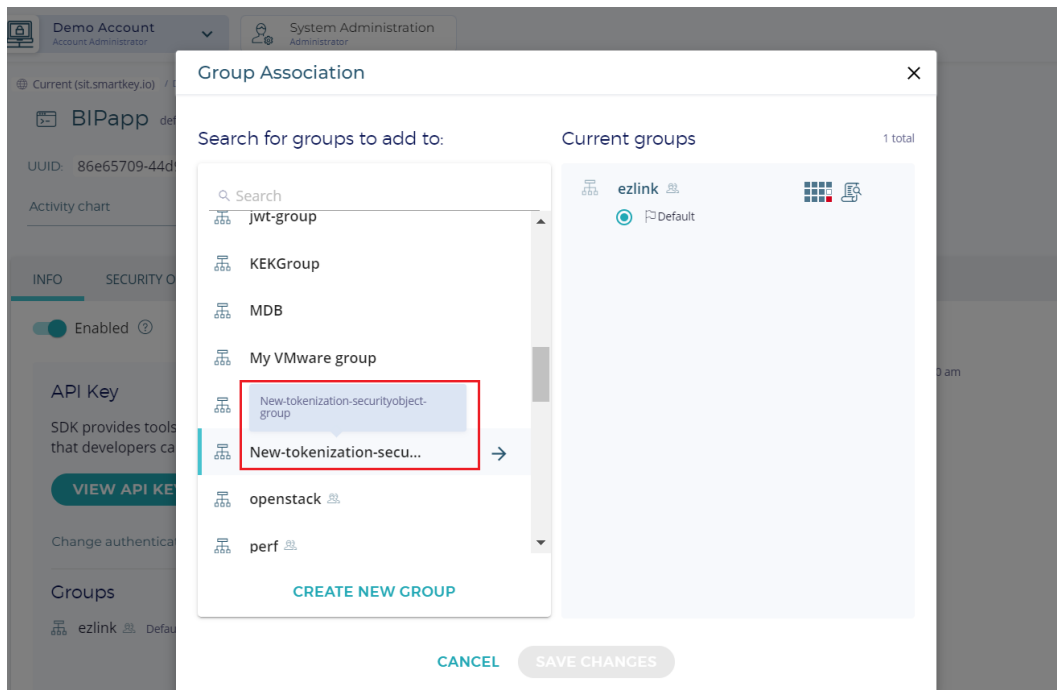 Demo Account
Account Administrator
System Administration
Administrator
Current (sit.smartkey.io) /
BIPapp
UUID: 86e65709-44d
Activity chart
INFO SECURITY O
Enabled
API Key
SDK provides tools
that developers ca
VIEW API KE
Change authentica
Groups
ezlink Defau
Group Association
Search for groups to add to:
Search
jwt-group
KEKGroup
MDB
My VMware group
New-tokenization-securityobject-
group
New-tokenization-secu...
openstack
perf
CREATE NEW GROUP
Current groups 1 total
ezlink
Default
CANCEL SAVE CHANGES
am